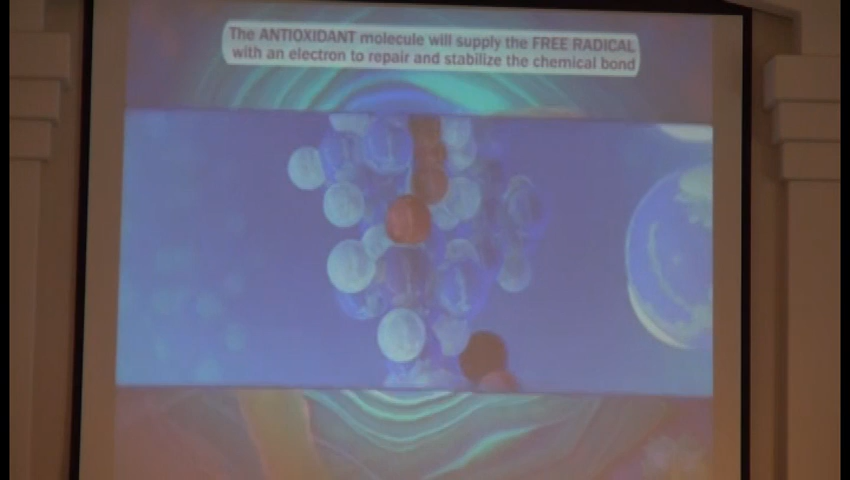 The ANTIOXIDANT molecule will supply the FREE RADICAL
with an electron to repair and stabilize the chemical bond